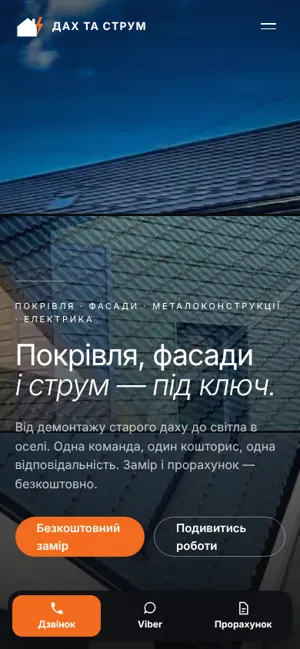 ДАХ ТА СТРУМ
ПОКРІВЛЯ · ФАСАДИ · МЕТАЛОКОНСТРУКЦІЇ
· ЕЛЕКТРИКА
Покрівля, фасади
і струм — під ключ.
Від демонтажу старого даху до світла в
оселі. Одна команда, один кошторис, одна
відповідальність. Замір і прорахунок —
безкоштовно.
Безкоштовний
замір
Подивитись
роботи
Дзвінок
Viber
Прорахунок